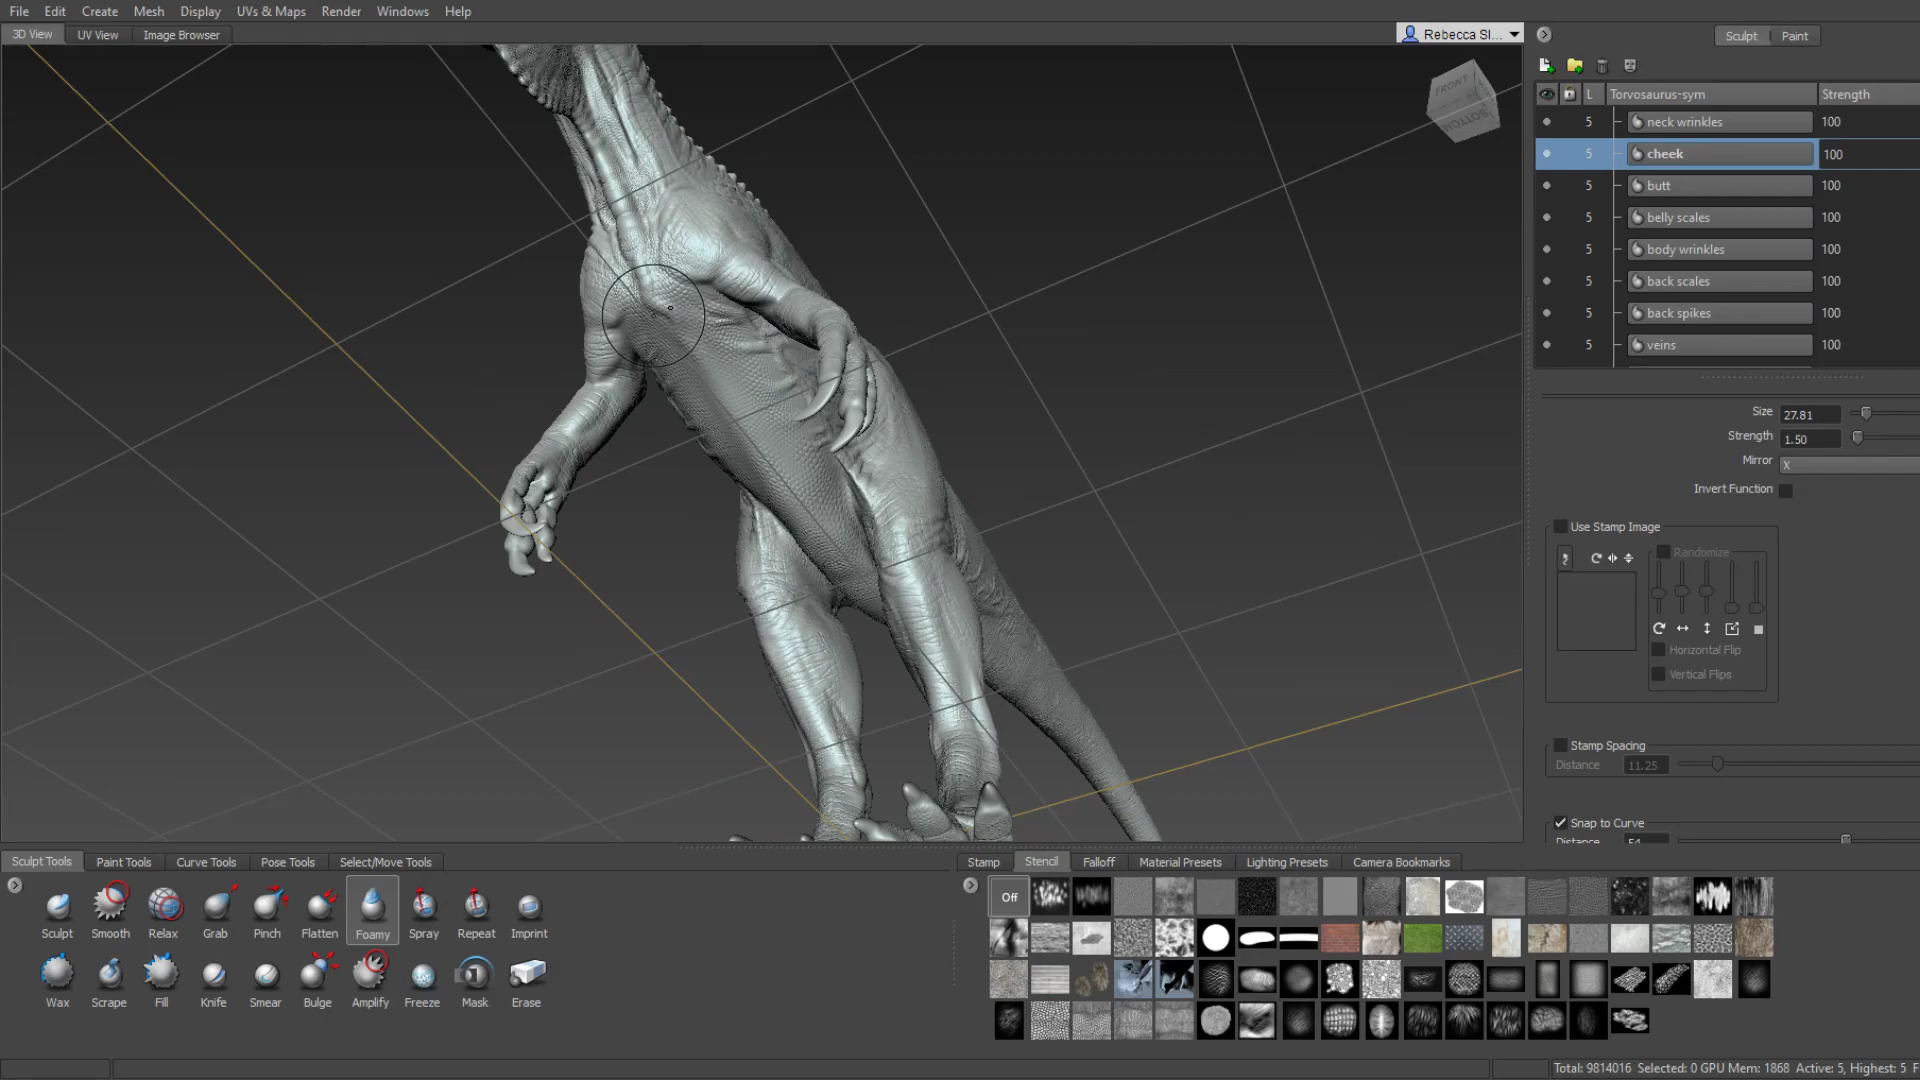 File Edit Create Mesh Display UVs & Maps Render Windows Help
3D View UV View Image Browser
Rebecca Sl...
Sculpt Paint
FRONT
BOTTOM
L Torvosaurus-sym Strength
5 neck wrinkles 100
5 cheek 100
5 butt 100
5 belly scales 100
5 body wrinkles 100
5 back scales 100
5 back spikes 100
5 veins 100
Size 27.81
Strength 1.50
Mirror X
Invert Function
Use Stamp Image
Randomize
Horizontal Flip
Vertical Flips
Stamp Spacing
Distance 11.25
Snap to Curve
Distance 54
Sculpt Tools Paint Tools Curve Tools Pose Tools Select/Move Tools
Stamp Stencil Falloff Material Presets Lighting Presets Camera Bookmarks
Off
Sculpt Smooth Relax Grab Pinch Flatten Foamy Spray Repeat Imprint
Wax Scrape Fill Knife Smear Bulge Amplify Freeze Mask Erase
Total: 9814016 Selected: 0 GPU Mem: 1868 Active: 5, Highest: 5 F